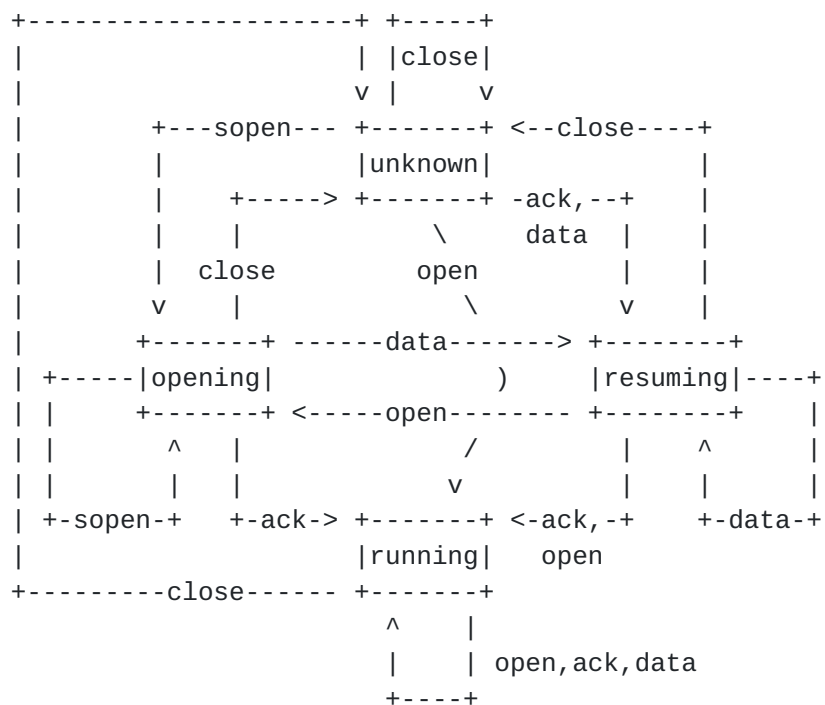 close
sopen close
unknown
ack,
data
close open
data
opening resuming
open
sopen ack ack, data
running open
close
open,ack,data